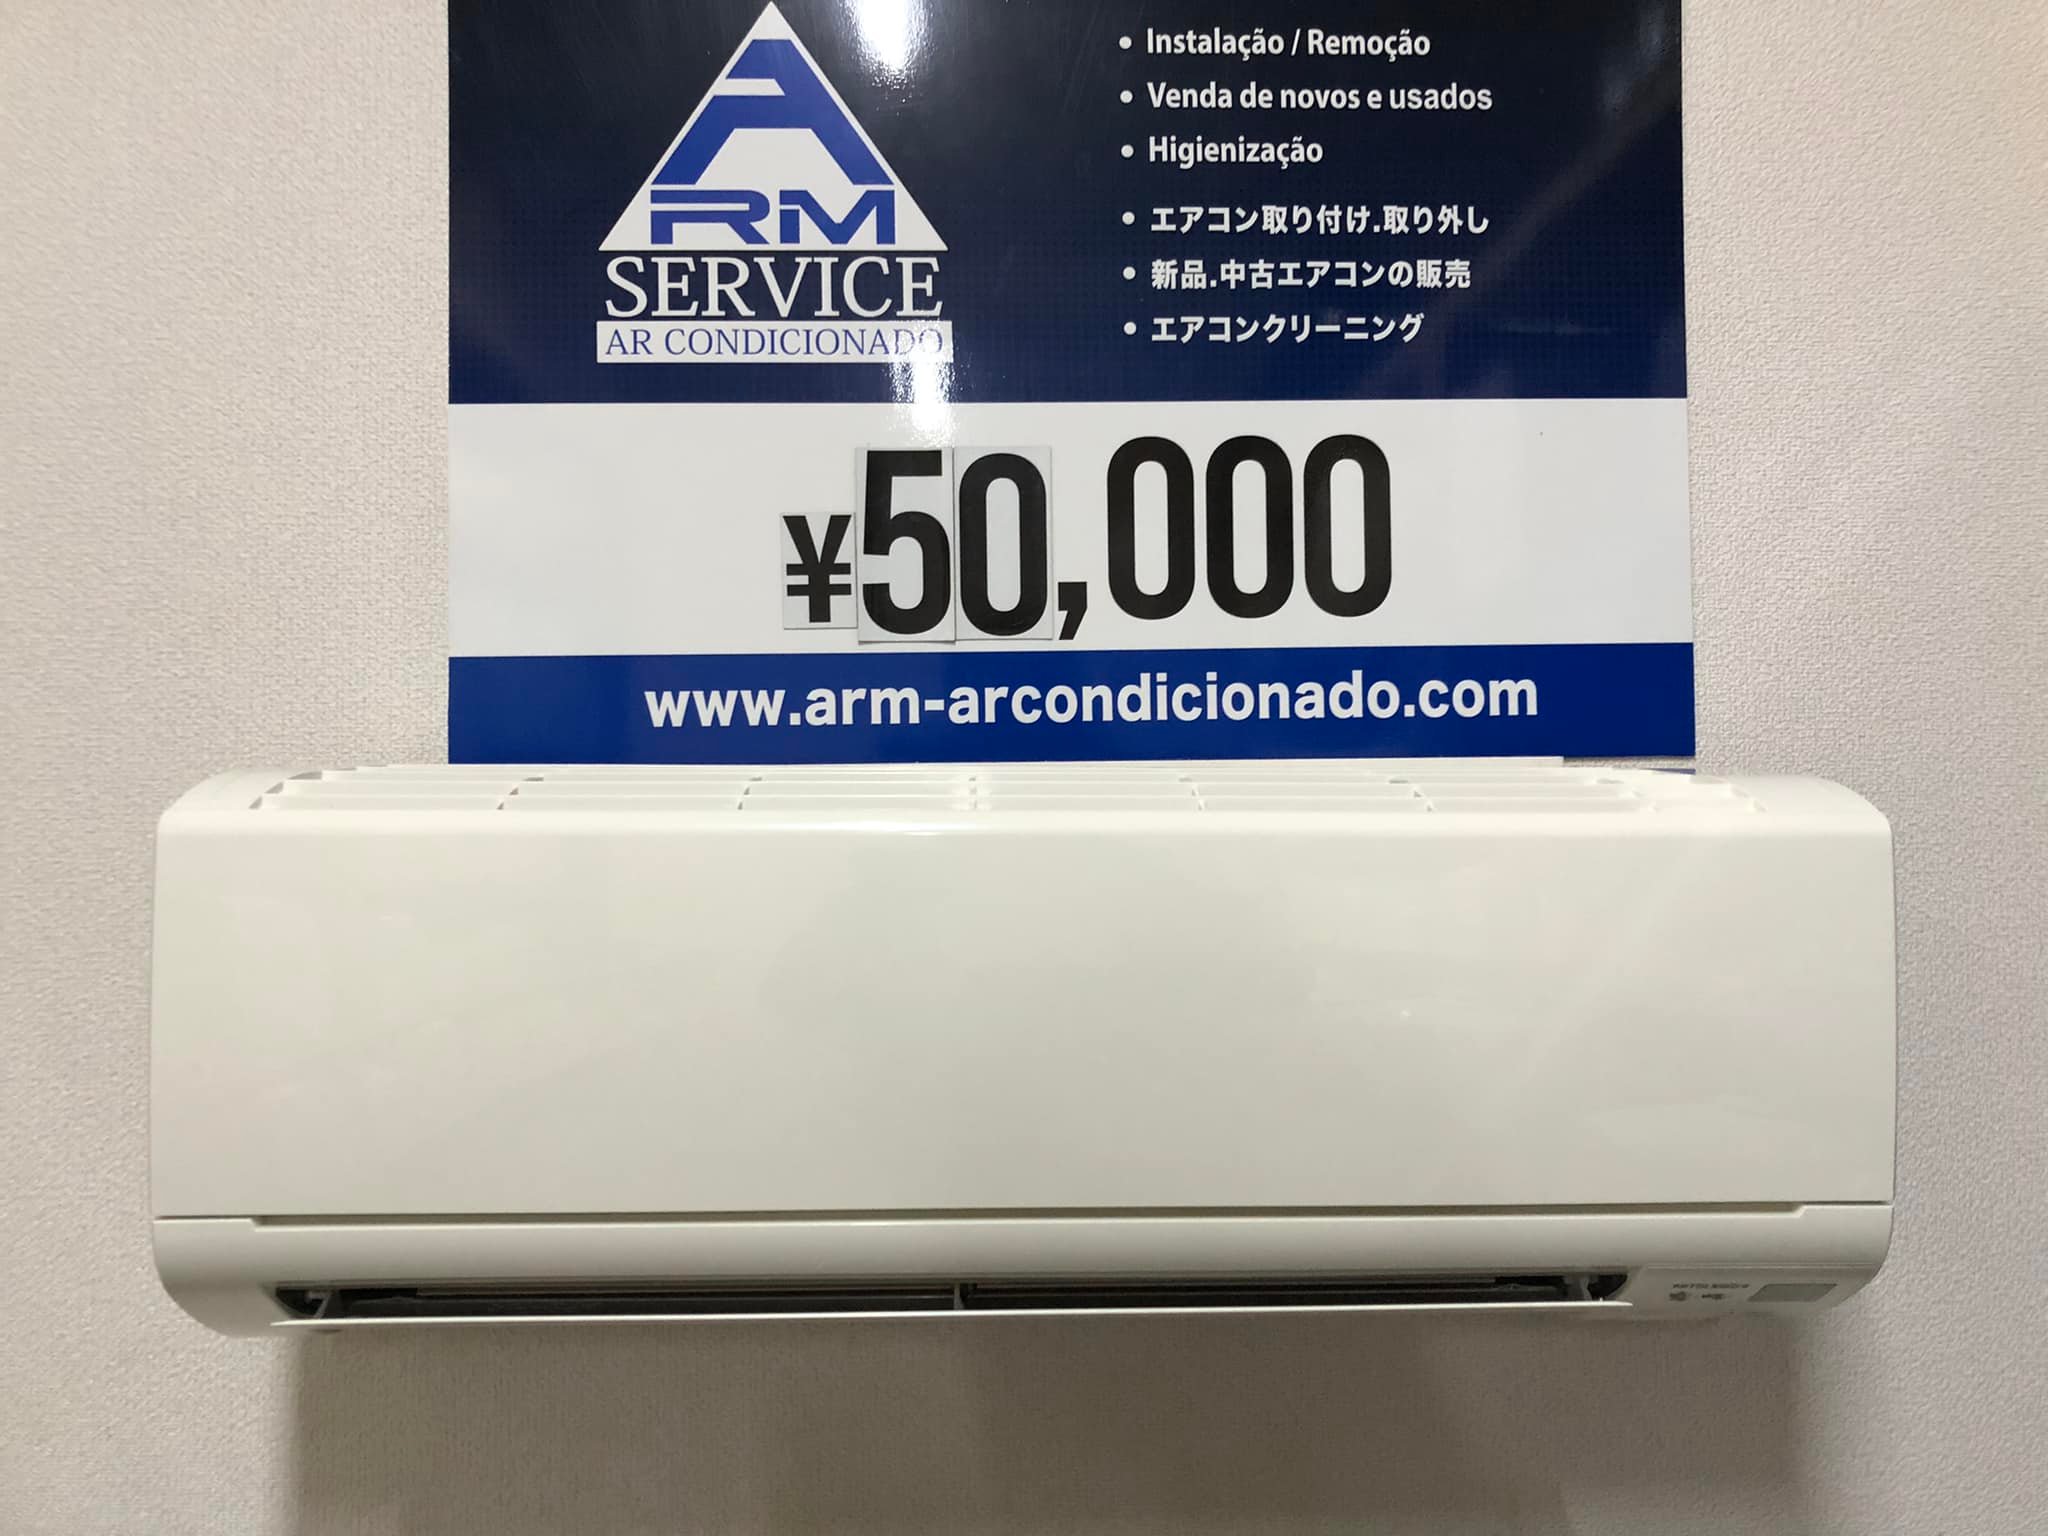 ARM
SERVICE
AR CONDICIONADO
• Instalação / Remoção
• Venda de novos e usados
• Higienização
• エアコン取り付け.取り外し
• 新品.中古エアコンの販売
• エアコンクリーニング
¥50,000
www.arm-arcondicionado.com